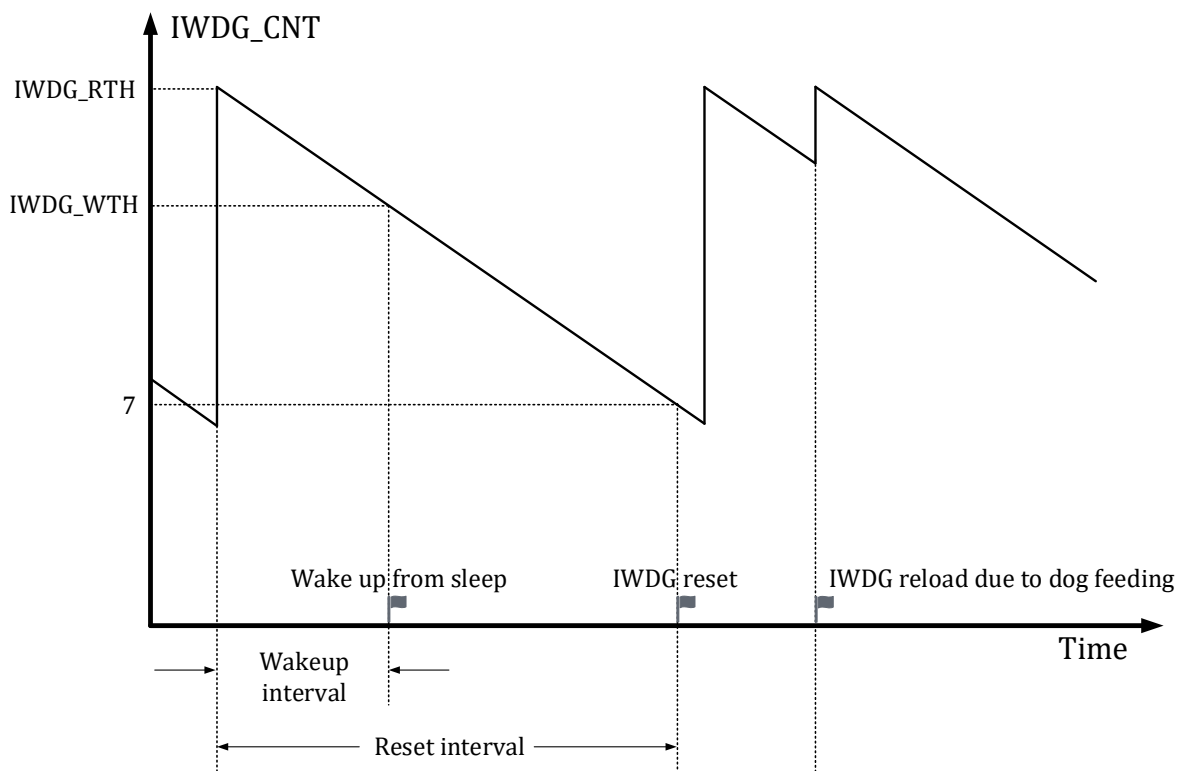 IWDG_CNT
IWDG_RTH
IWDG_WTH
7
Wake up from sleep
IWDG reset
IWDG reload due to dog feeding
Time
Wakeup
interval
Reset interval